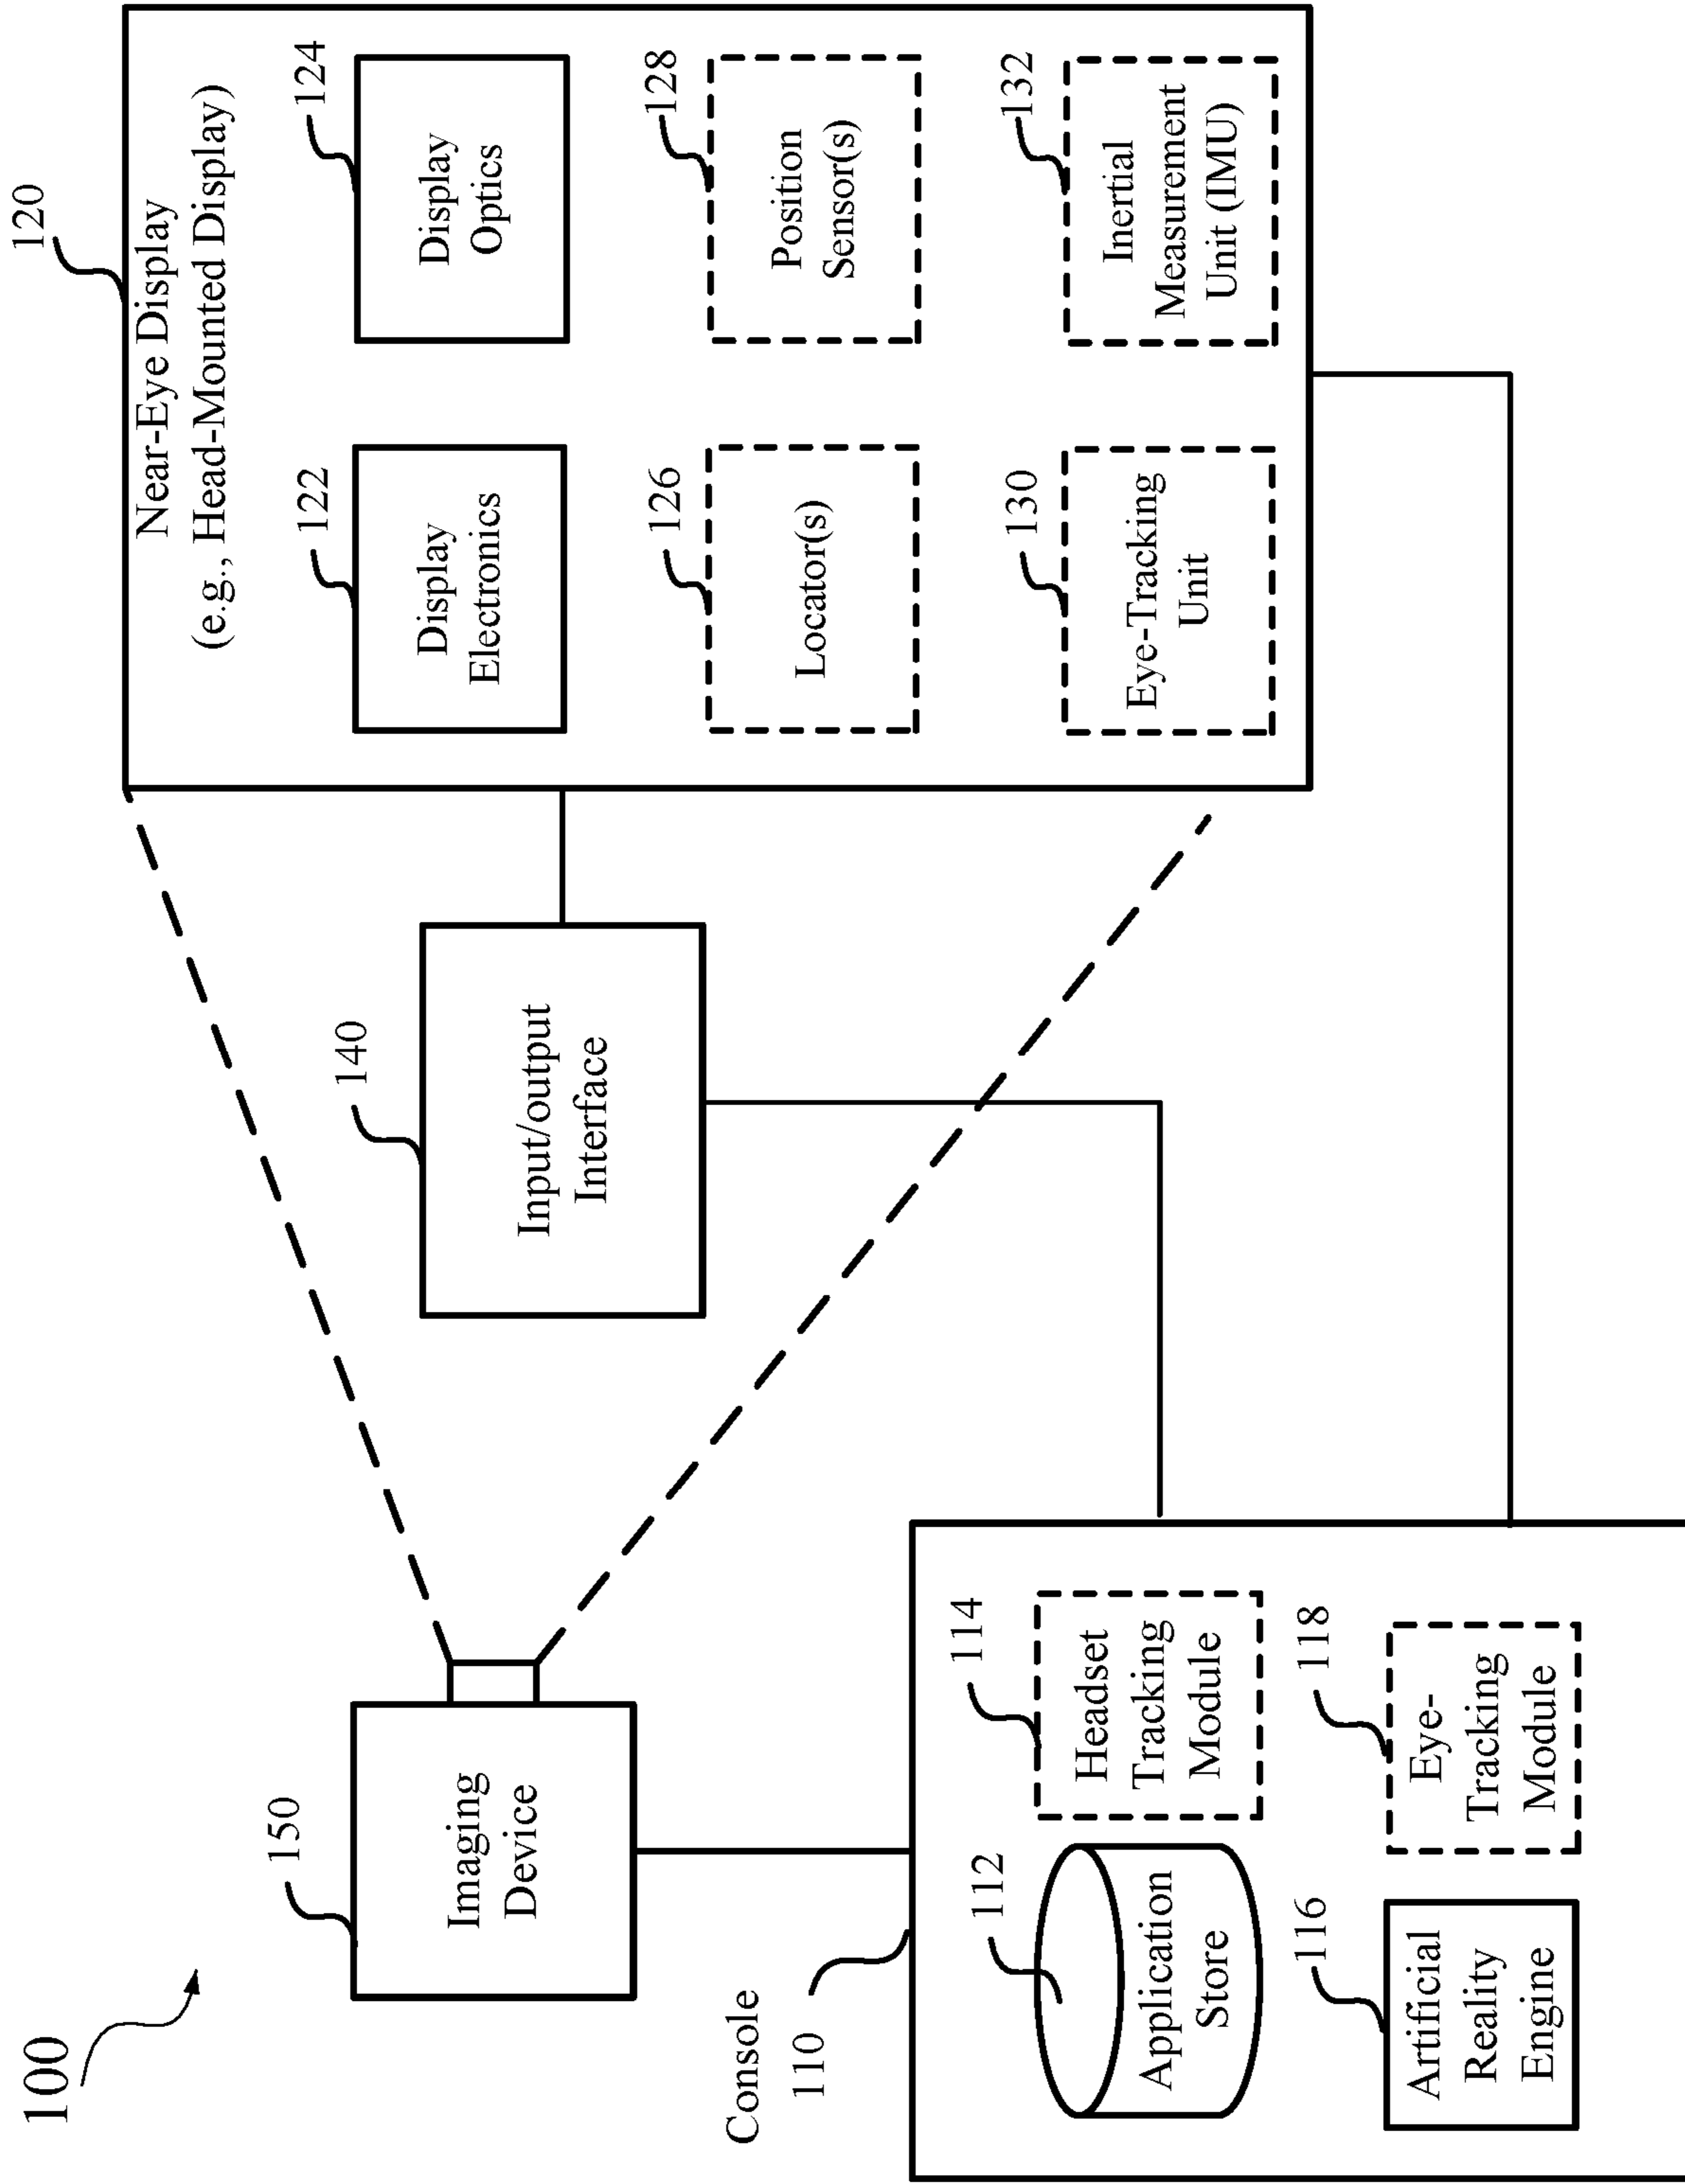 100
150
Imaging
Device
140
Input/output
Interface
120
Near-Eye Display
(e.g., Head-Mounted Display)
122
Display
Electronics
124
Display
Optics
126
Locator(s)
128
Position
Sensor(s)
130
Eye-Tracking
Unit
132
Inertial
Measurement
Unit (IMU)
Console
110
112
Application
Store
114
Headset
Tracking
Module
116
Artificial
Reality
Engine
118
Eye-
Tracking
Module